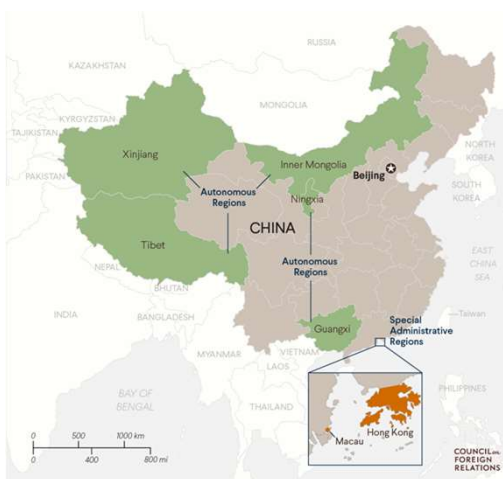 RUSSIA
KAZAKHSTAN
MONGOLIA
KYRGYZSTAN
TAJIKISTAN
Xinjiang
Inner Mongolia
NORTH
KOREA
Beijing
PAKISTAN
Autonomous
Regions
Ningxia
SOUTH
KOREA
CHINA
Tibet
EAST
CHINA
SEA
Autonomous
Regions
NEPAL
BHUTAN
Guangxi
Special
Administrative
Regions
Taiwan
INDIA
BANGLADESH
MYANMAR
VIETNAM
LAOS
BAY OF
BENGAL
THAILAND
PHILIPPINES
Hong Kong
Macau
0 500 1000 km
0 400 800 mi
COUNCIL on
FOREIGN
RELATIONS